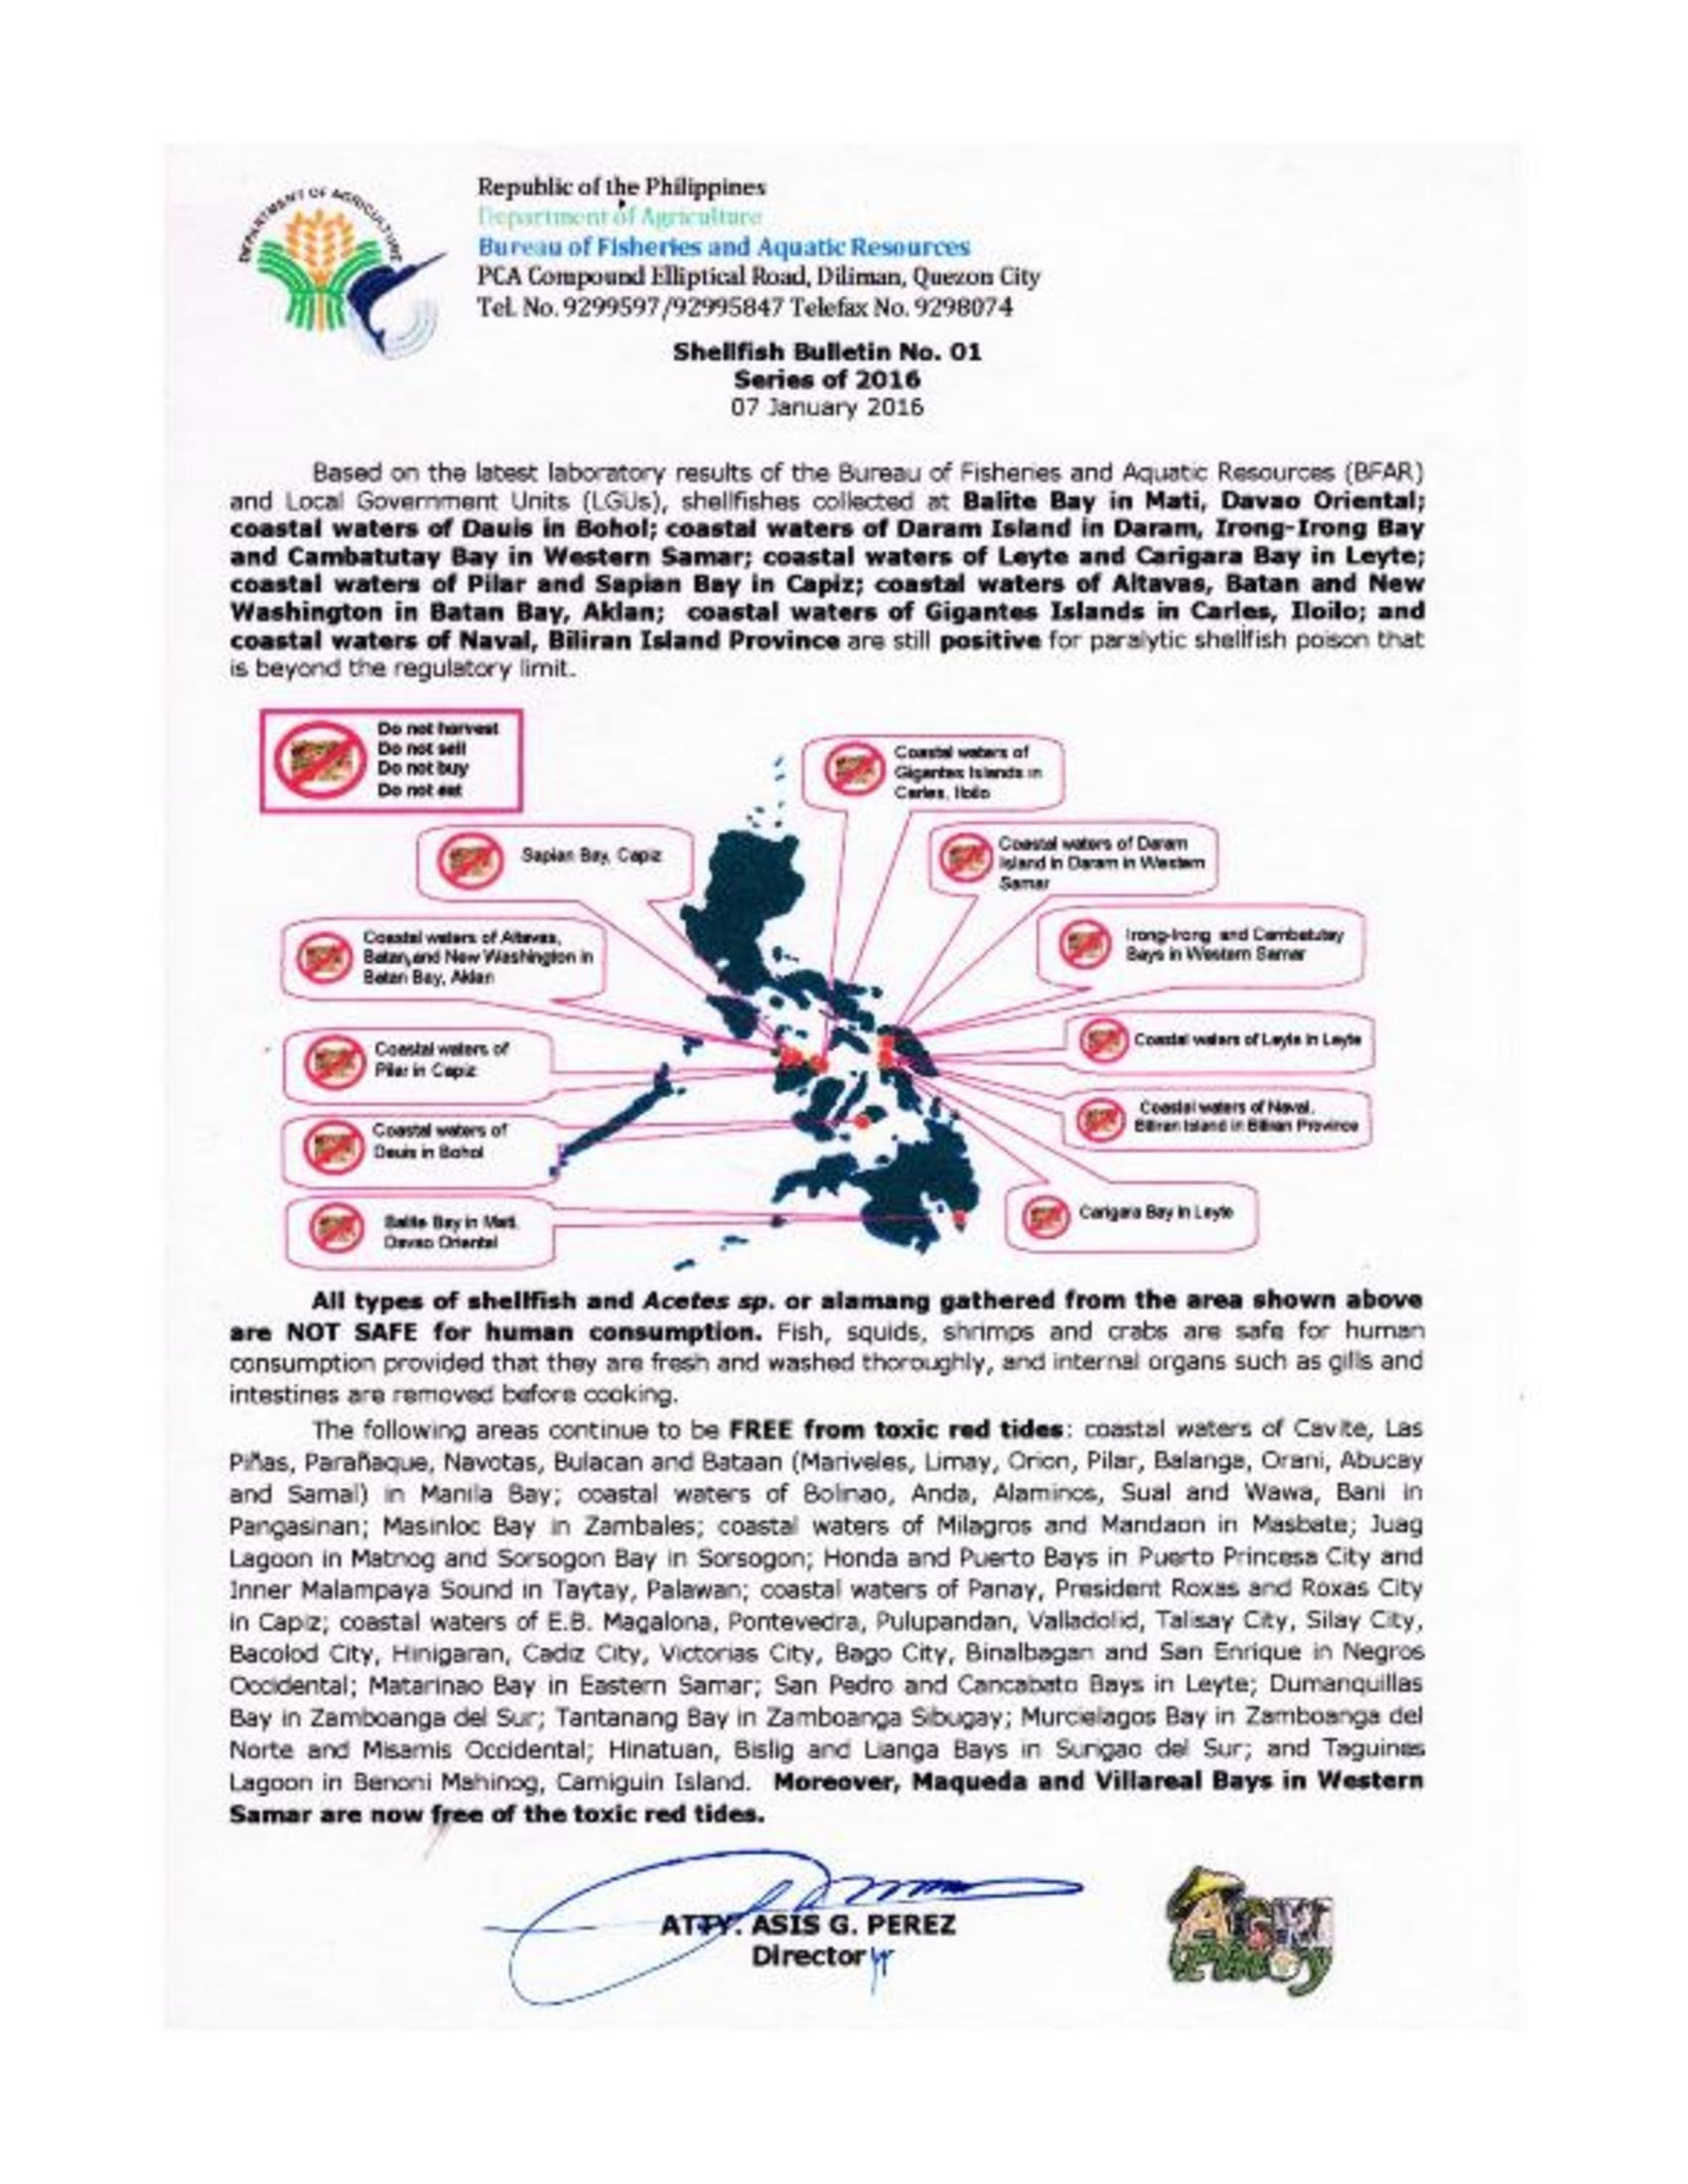 DEPARTMENT OF AGRICULTURE
Republic of the Philippines
Department of Agriculture
Bureau of Fisheries and Aquatic Resources
PCA Compound Elliptical Road, Diliman, Quezon City
Tel. No. 9299597/92995847 Telefax No. 9298074
Shellfish Bulletin No. 01
Series of 2016
07 January 2016
Based on the latest laboratory results of the Bureau of Fisheries and Aquatic Resources (BFAR)
and Local Government Units (LGUs), shellfishes collected at Balite Bay in Mati, Davao Oriental;
coastal waters of Dauis in Bohol; coastal waters of Daram Island in Daram, Irong-Irong Bay
and Cambatutay Bay in Western Samar; coastal waters of Leyte and Carigara Bay in Leyte;
coastal waters of Pilar and Sapian Bay in Capiz; coastal waters of Altavas, Batan and New
Washington in Batan Bay, Aklan; coastal waters of Gigantes Islands in Carles, Iloilo; and
coastal waters of Naval, Biliran Island Province are still positive for paralytic shellfish poison that
is beyond the regulatory limit.
Do not harvest
Do not sell
Do not buy
Do not eat
Coastal waters of
Gigantes Islands in
Carles, Iloilo
Sapian Bay, Capiz
Coastal waters of Daram
Island in Daram in Western
Samar
Coastal waters of Altavas,
Batan, and New Washington in
Batan Bay, Aklan
Irong-Irong and Cambatutay
Bays in Western Samar
Coastal waters of
Pilar in Capiz
Coastal waters of Leyte in Leyte
Coastal waters of Naval,
Biliran Island in Biliran Province
Coastal waters of
Dauis in Bohol
Balite Bay in Mati,
Davao Oriental
Carigara Bay in Leyte
All types of shellfish and Acetes sp. or alamang gathered from the area shown above
are NOT SAFE for human consumption. Fish, squids, shrimps and crabs are safe for human
consumption provided that they are fresh and washed thoroughly, and internal organs such as gills and
intestines are removed before cooking.
The following areas continue to be FREE from toxic red tides: coastal waters of Cavite, Las
Piñas, Parañaque, Navotas, Bulacan and Bataan (Mariveles, Limay, Orion, Pilar, Balanga, Orani, Abucay
and Samal) in Manila Bay; coastal waters of Bolinao, Anda, Alaminos, Sual and Wawa, Bani in
Pangasinan; Masinloc Bay in Zambales; coastal waters of Milagros and Mandaon in Masbate; Juag
Lagoon in Matnog and Sorsogon Bay in Sorsogon; Honda and Puerto Bays in Puerto Princesa City and
Inner Malampaya Sound in Taytay, Palawan; coastal waters of Panay, President Roxas and Roxas City
in Capiz; coastal waters of E.B. Magalona, Pontevedra, Pulupandan, Valladolid, Talisay City, Silay City,
Bacolod City, Hinigaran, Cadiz City, Victorias City, Bago City, Binalbagan and San Enrique in Negros
Occidental; Matarinao Bay in Eastern Samar; San Pedro and Cancabato Bays in Leyte; Dumanquillas
Bay in Zamboanga del Sur; Tantanang Bay in Zamboanga Sibugay; Murcielagos Bay in Zamboanga del
Norte and Misamis Occidental; Hinatuan, Bislig and Lianga Bays in Surigao del Sur; and Taguines
Lagoon in Benoni Mahinog, Camiguin Island. Moreover, Maqueda and Villareal Bays in Western
Samar are now free of the toxic red tides.
ATTY. ASIS G. PEREZ
Director
AGRI
Pinoy